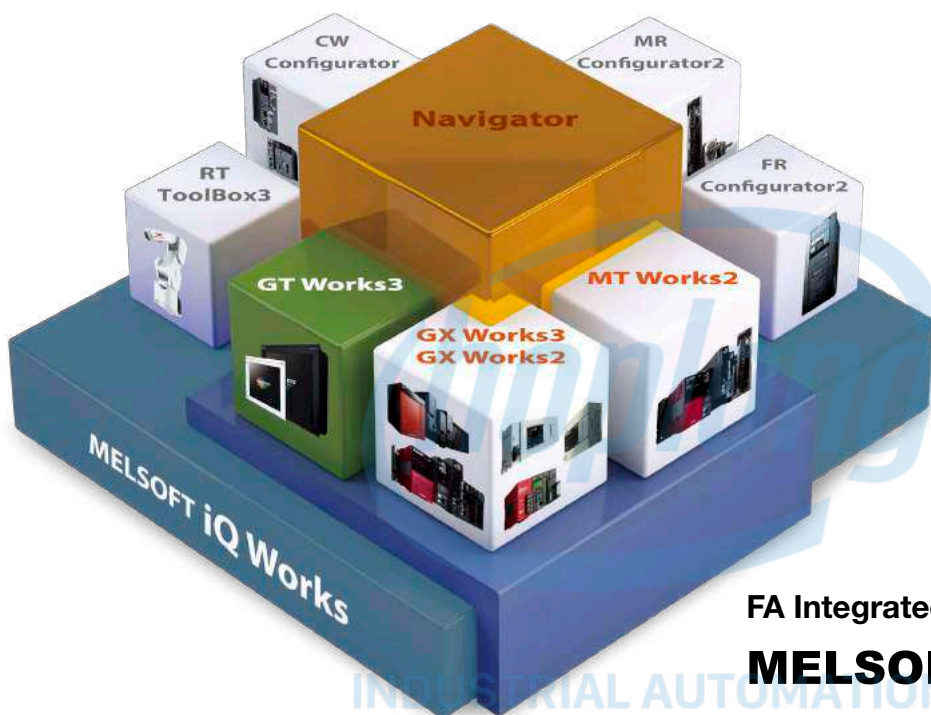 CW
Configurator
MR
Configurator2
Navigator
RT
ToolBox3
FR
Configurator2
GT Works3
MT Works2
GX Works3
GX Works2
MELSOFT iQ Works
FA Integrated
MELSO
INDUSTRIAL AUTOMATION